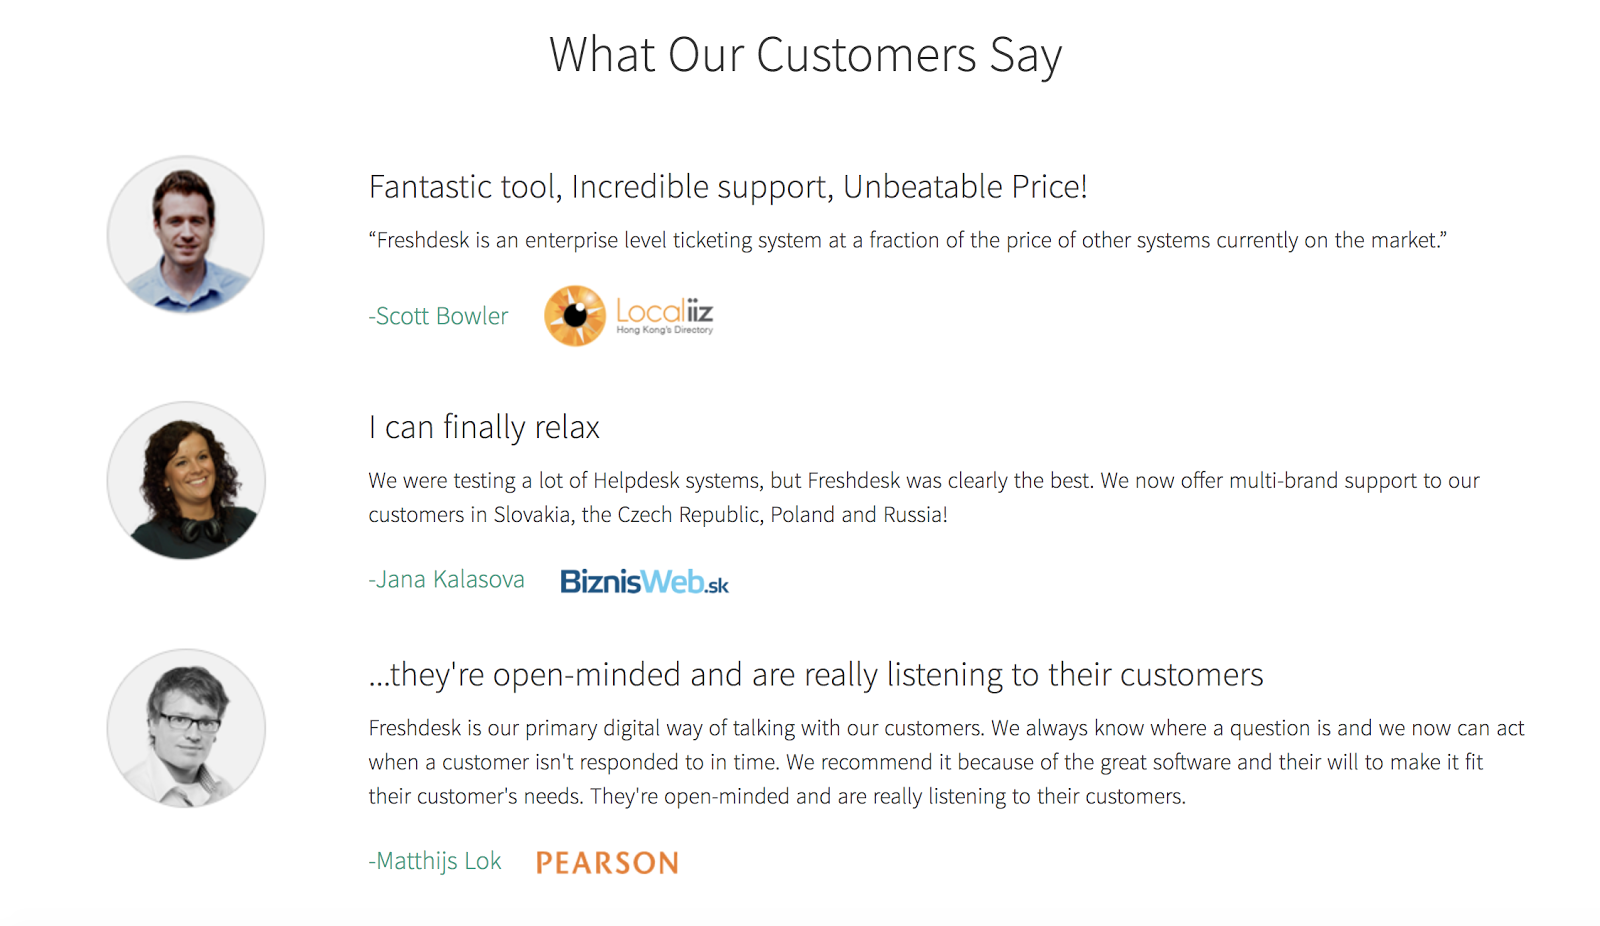 What Our Customers Say
Fantastic tool, Incredible support, Unbeatable Price!
“Freshdesk is an enterprise level ticketing system at a fraction of the price of other systems currently on the market.”
-Scott Bowler
Localiiz
Hong Kong's Directory
I can finally relax
We were testing a lot of Helpdesk systems, but Freshdesk was clearly the best. We now offer multi-brand support to our
customers in Slovakia, the Czech Republic, Poland and Russia!
-Jana Kalasova
BiznisWeb.sk
...they're open-minded and are really listening to their customers
Freshdesk is our primary digital way of talking with our customers. We always know where a question is and we now can act
when a customer isn't responded to in time. We recommend it because of the great software and their will to make it fit
their customer's needs. They're open-minded and are really listening to their customers.
-Matthijs Lok
PEARSON